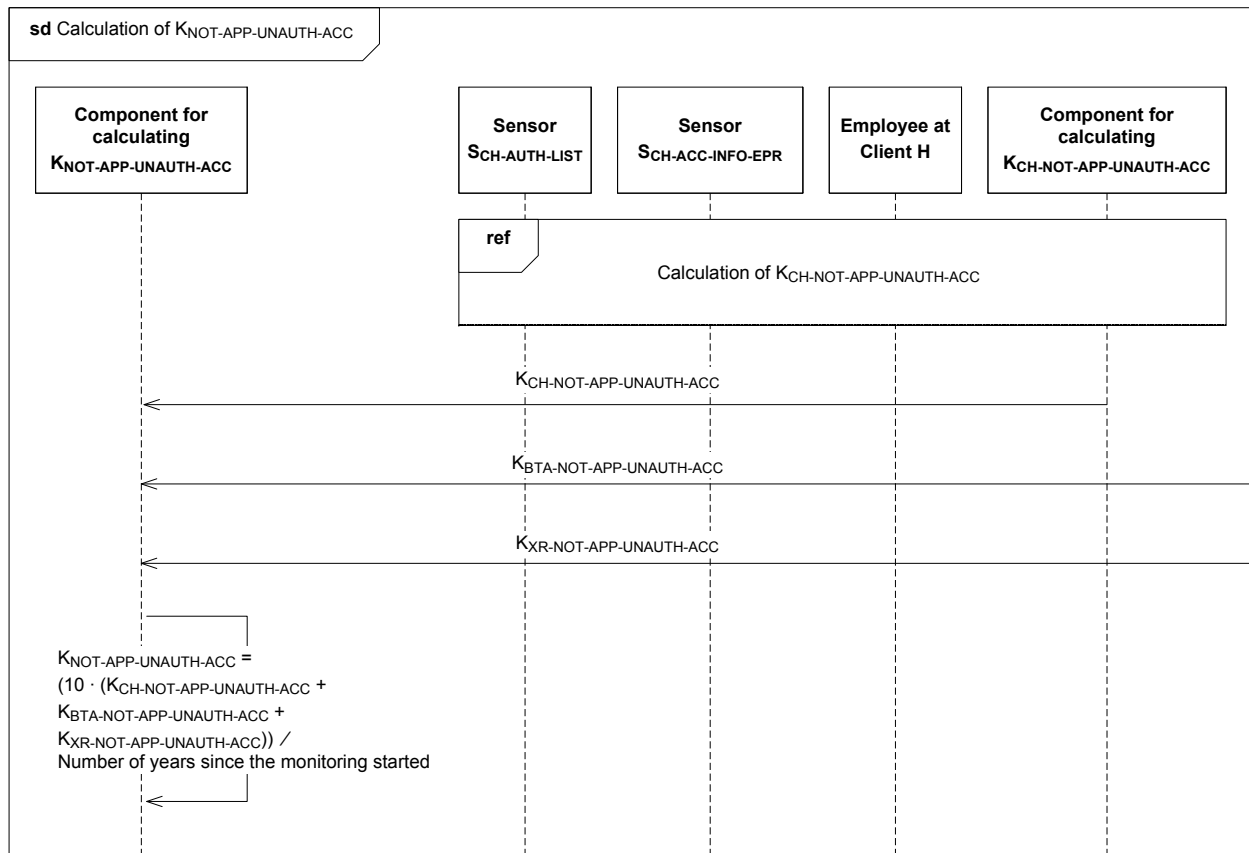 sd Calculation of KNOT-APP-UNAUTH-ACC
Component for
calculating
KNOT-APP-UNAUTH-ACC
Sensor
SCH-AUTH-LIST
Sensor
SCH-ACC-INFO-EPR
Employee at
Client H
Component for
calculating
KCH-NOT-APP-UNAUTH-ACC
ref
Calculation of KCH-NOT-APP-UNAUTH-ACC
KCH-NOT-APP-UNAUTH-ACC
KBTA-NOT-APP-UNAUTH-ACC
KXR-NOT-APP-UNAUTH-ACC
KNOT-APP-UNAUTH-ACC =
(10 · (KCH-NOT-APP-UNAUTH-ACC +
KBTA-NOT-APP-UNAUTH-ACC +
KXR-NOT-APP-UNAUTH-ACC)) /
Number of years since the monitoring started